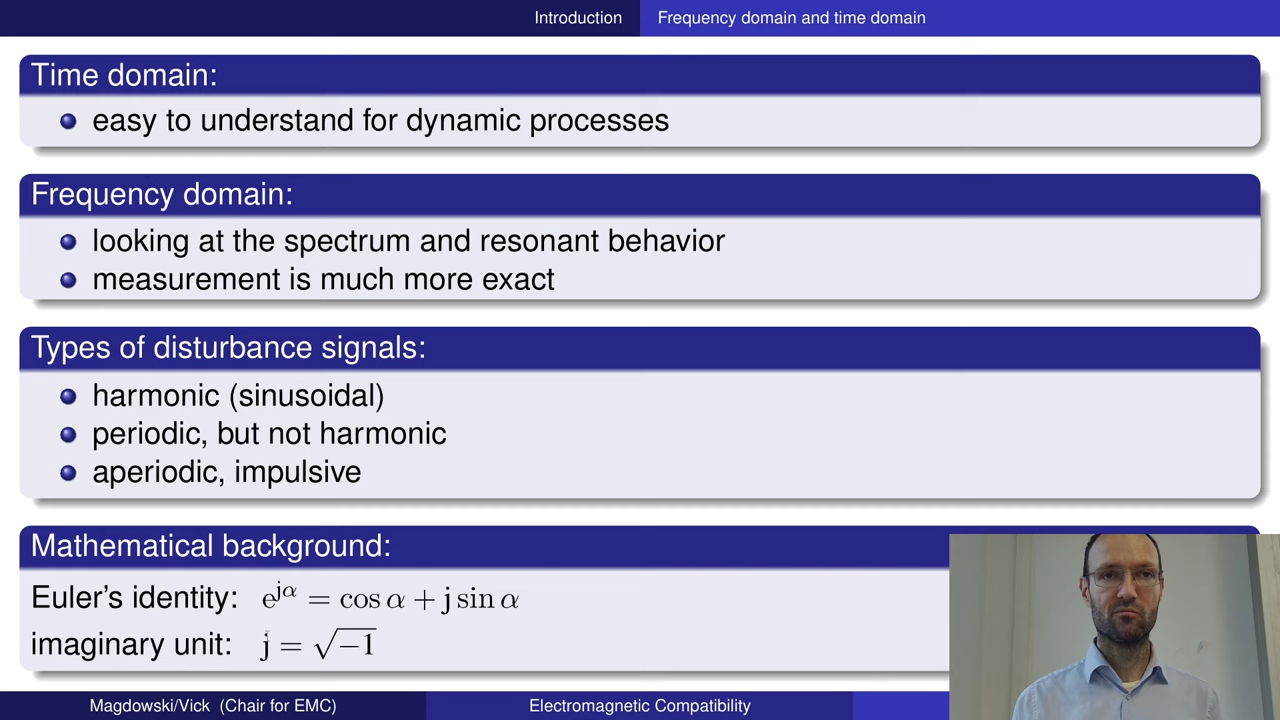 Introduction
Frequency domain and time domain
Time domain:
easy to understand for dynamic processes
Frequency domain:
looking at the spectrum and resonant behavior
measurement is much more exact
Types of disturbance signals:
harmonic (sinusoidal)
periodic, but not harmonic
aperiodic, impulsive
Mathematical background:
Euler's identity: e^{jα} = cos α + j sin α
imaginary unit: j = √−1
Magdowski/Vick (Chair for EMC)
Electromagnetic Compatibility